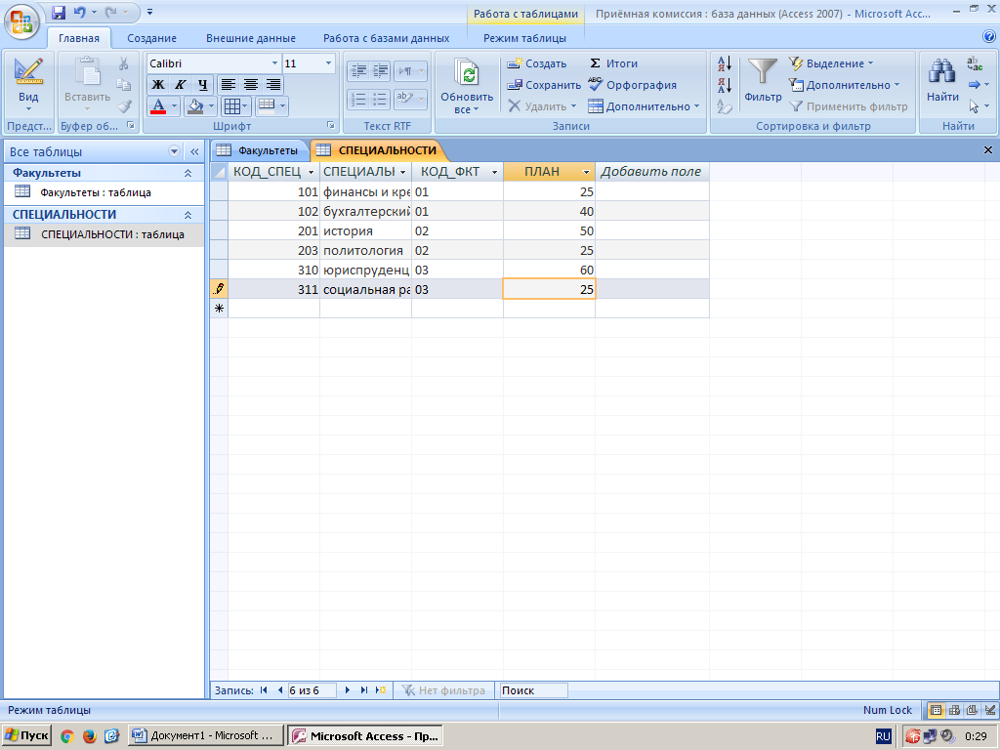 Работа с таблицами
Приёмная комиссия : база данных (Access 2007) - Microsoft Acc...
Главная Создание Внешние данные Работа с базами данных Режим таблицы
Вид
Предст...
Вставить
Буфер об...
Calibri 11
Ж К Ч
Шрифт
Текст RTF
Обновить все
Создать
Сохранить
Удалить
Σ Итоги
Орфография
Дополнительно
Записи
Фильтр
Выделение
Дополнительно
Применить фильтр
Сортировка и фильтр
Найти
Найти
Все таблицы
Факультеты
Факультеты : таблица
СПЕЦИАЛЬНОСТИ
СПЕЦИАЛЬНОСТИ : таблица
Факультеты СПЕЦИАЛЬНОСТИ
КОД_СПЕЦ СПЕЦИАЛЫ КОД_ФКТ ПЛАН Добавить поле
101 финансы и кре 01 25
102 бухгалтерский 01 40
201 история 02 50
203 политология 02 25
310 юриспруденц 03 60
311 социальная ра 03 25
Запись: 6 из 6 Нет фильтра Поиск
Режим таблицы Num Lock
Пуск Документ1 - Microsoft ... Microsoft Access - Пр... RU 0:29